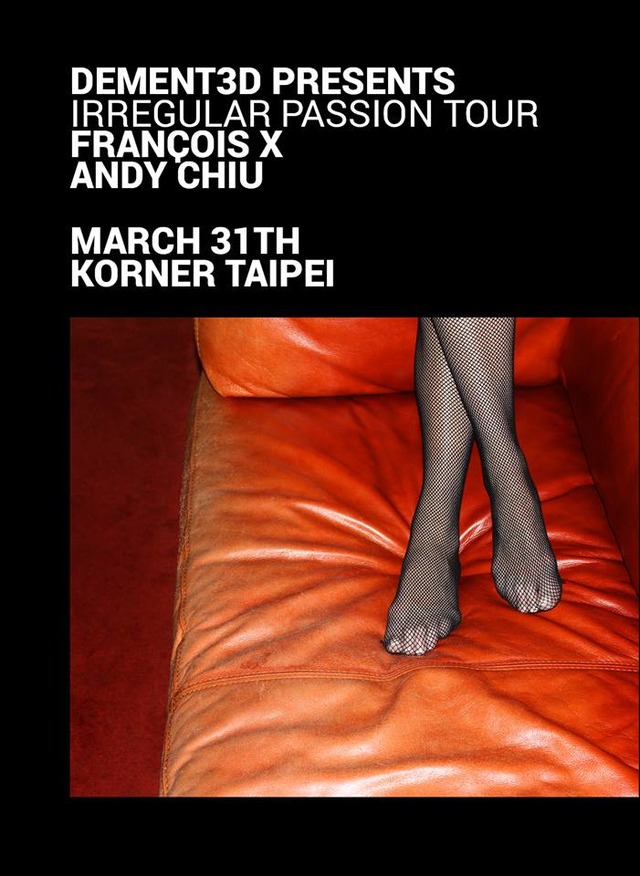 DEMENT3D PRESENTS
IRREGULAR PASSION TOUR
FRANÇOIS X
ANDY CHIU
MARCH 31TH
KORNER TAIPEI